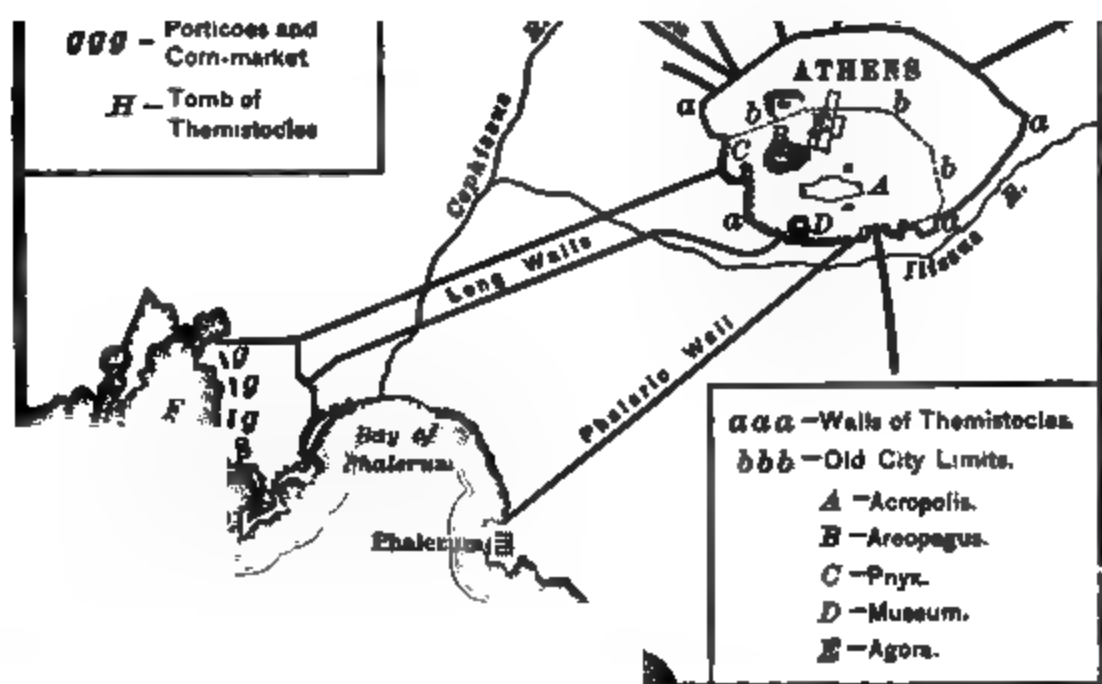 ggg – Porticoes and
Corn-market
H – Tomb of
Themistocles
ATHENS
a
b
b
a
B
C
b
A
a
D
a
R.
Ilissus
Cephissus
R.
Long Walls
Phaleric Wall
g
g
g
F
Bay of
Phalerum
Phalerum
aaa – Walls of Themistocles.
bbb – Old City Limits.
A – Acropolis.
B – Areopagus.
C – Pnyx.
D – Museum.
E – Agora.